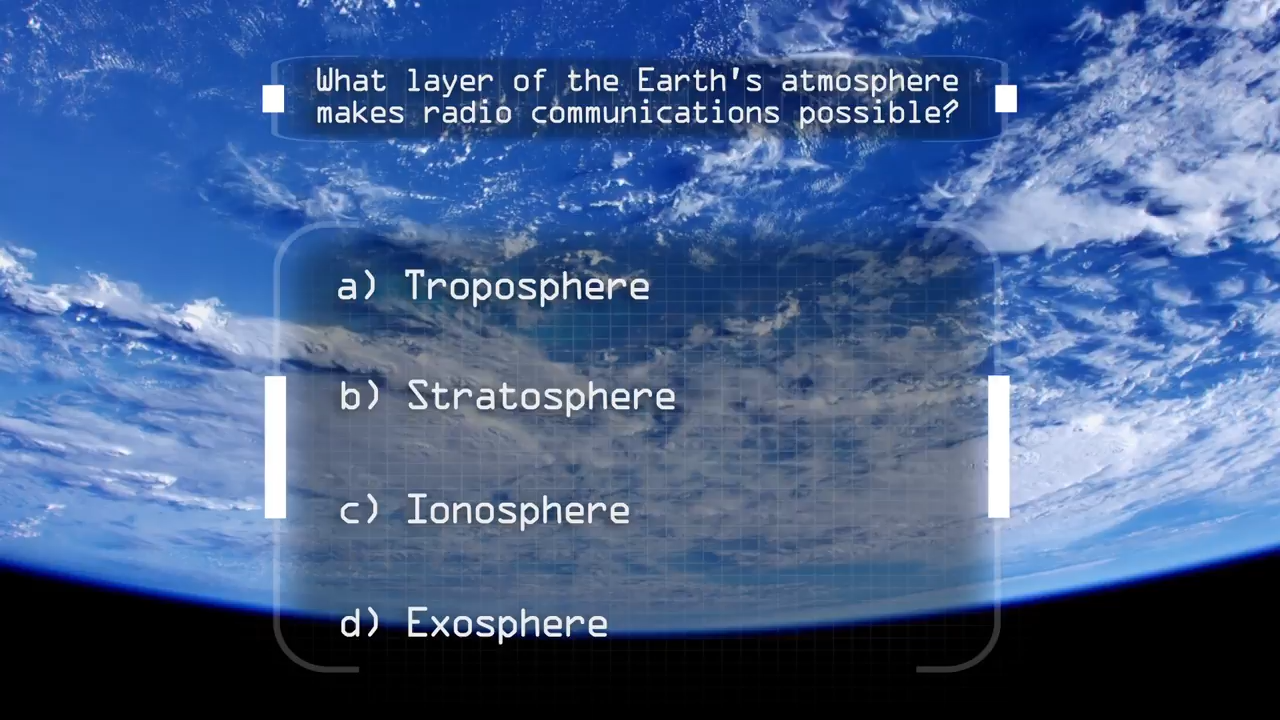 What layer of the Earth's atmosphere
makes radio communications possible?
a) Troposphere
b) Stratosphere
c) Ionosphere
d) Exosphere